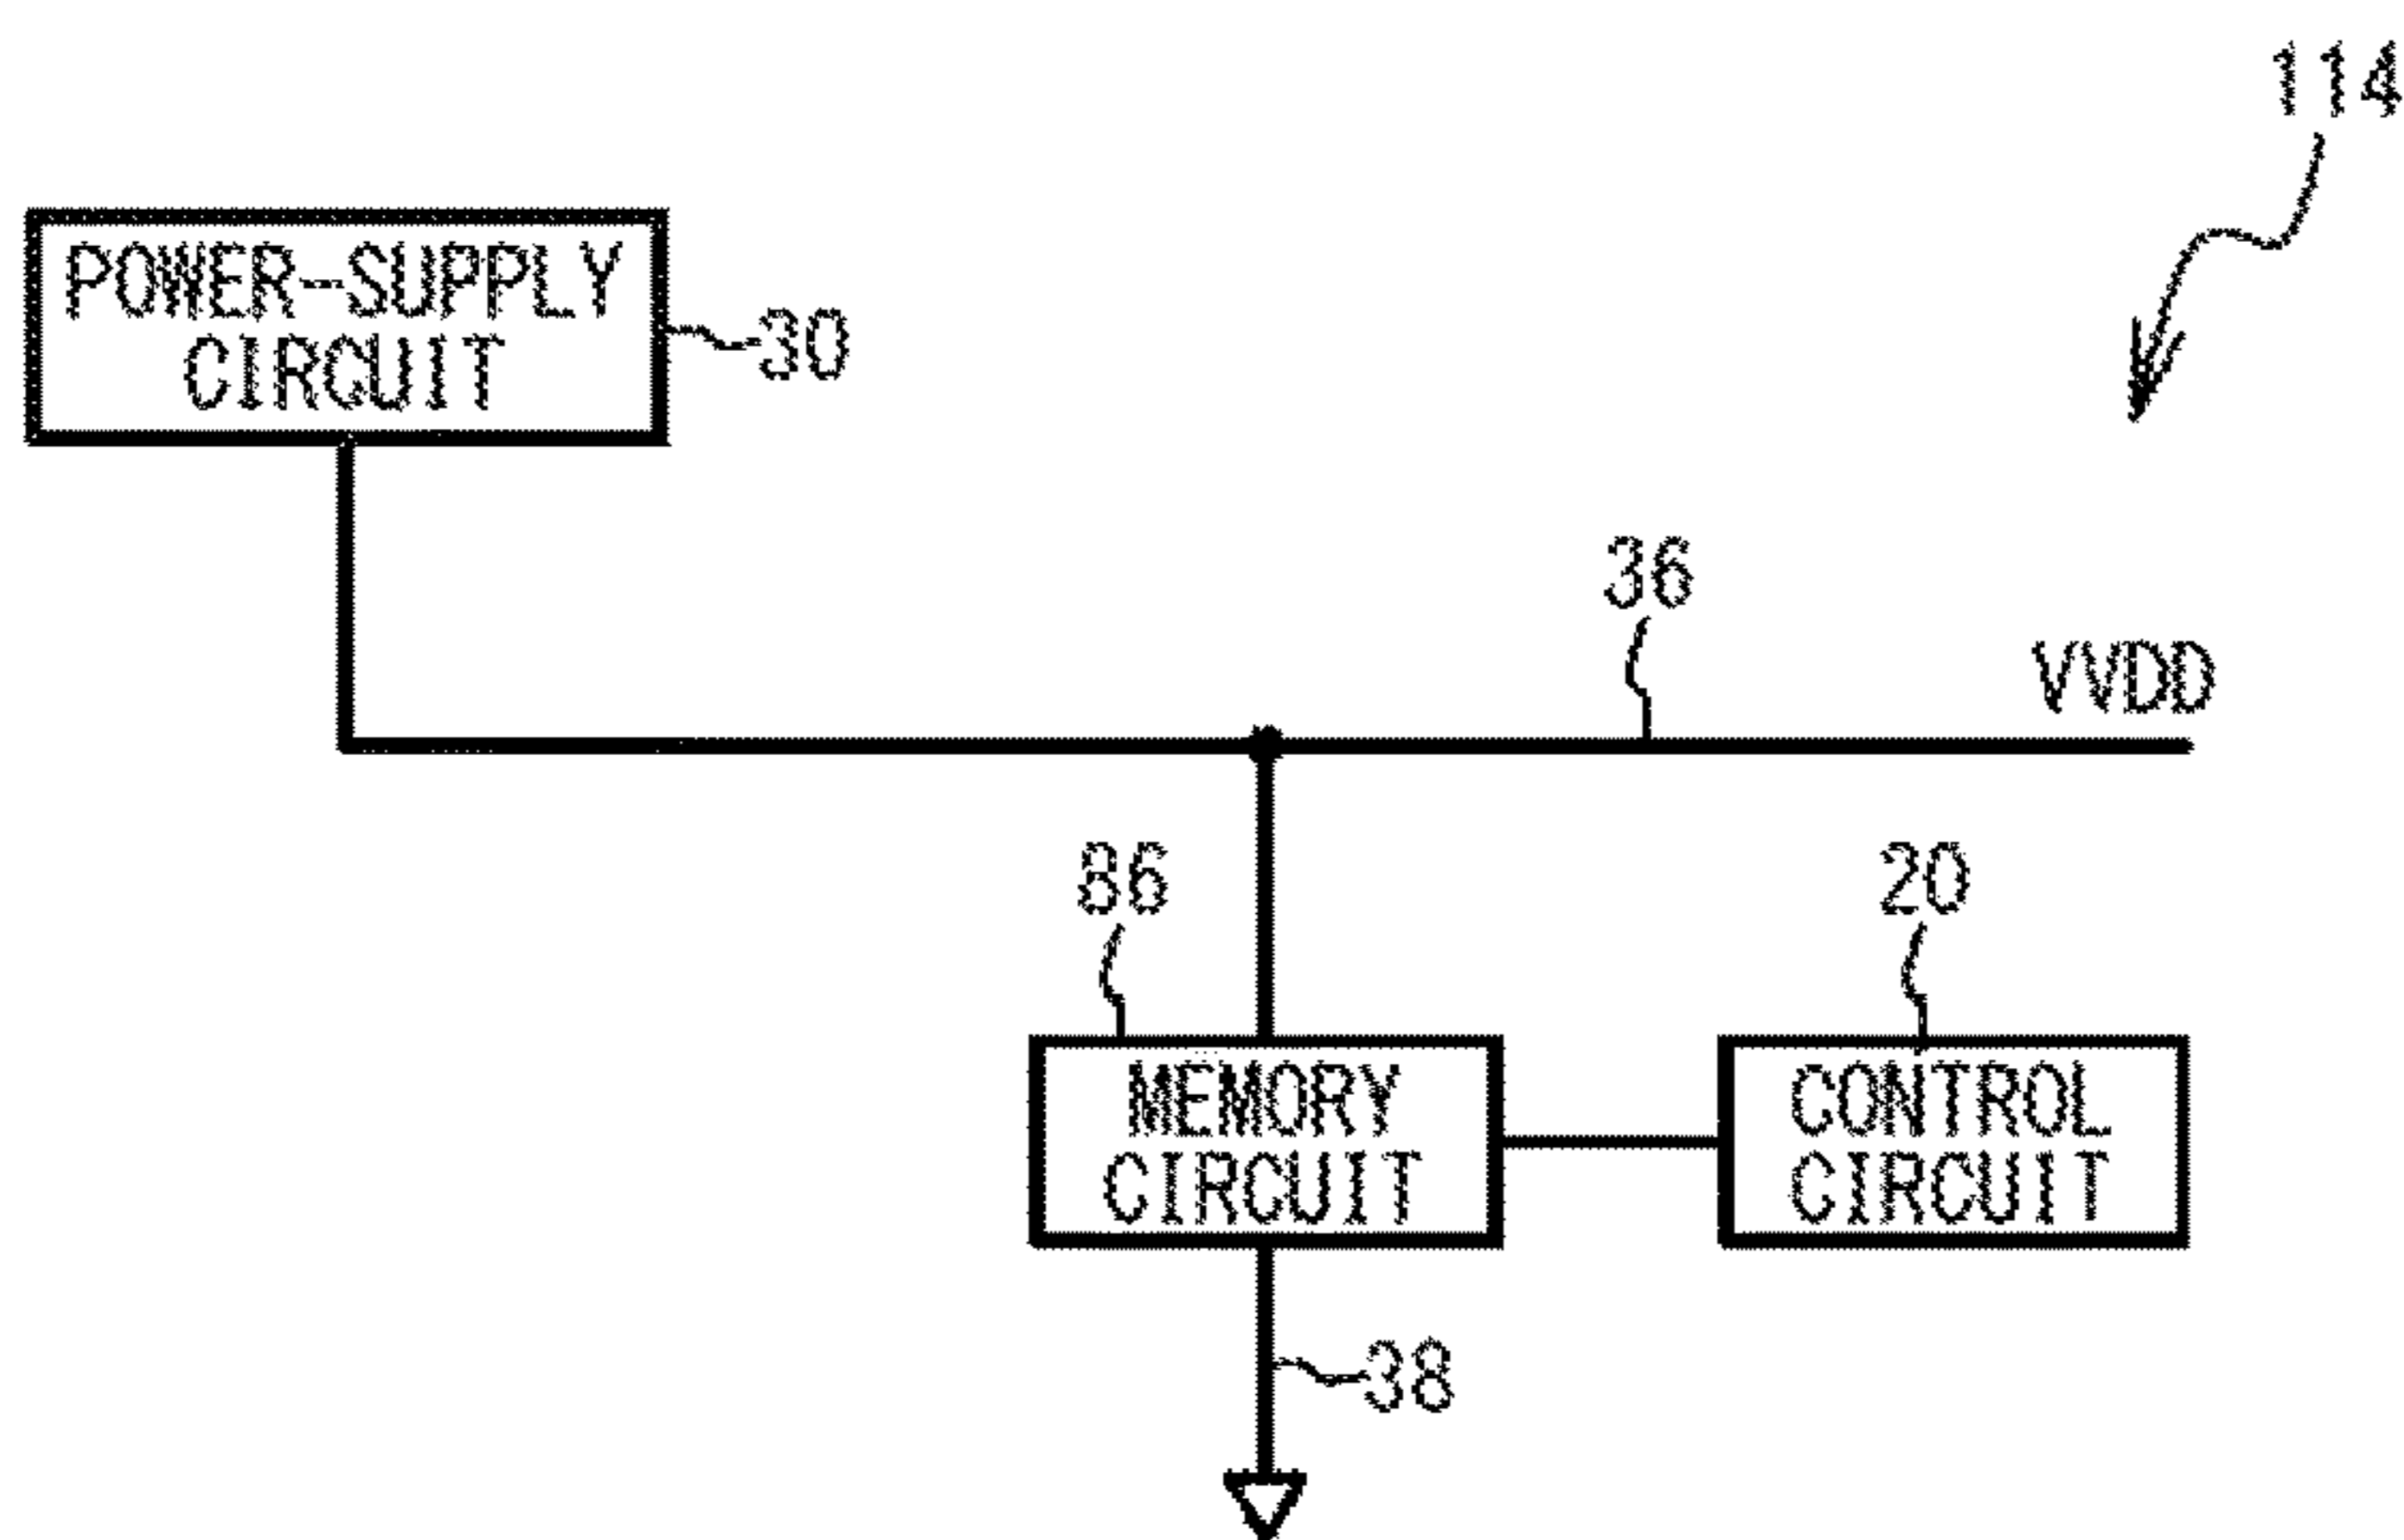 114
POWER-SUPPLY
CIRCUIT
30
36
VVDD
86
20
MEMORY
CIRCUIT
CONTROL
CIRCUIT
38